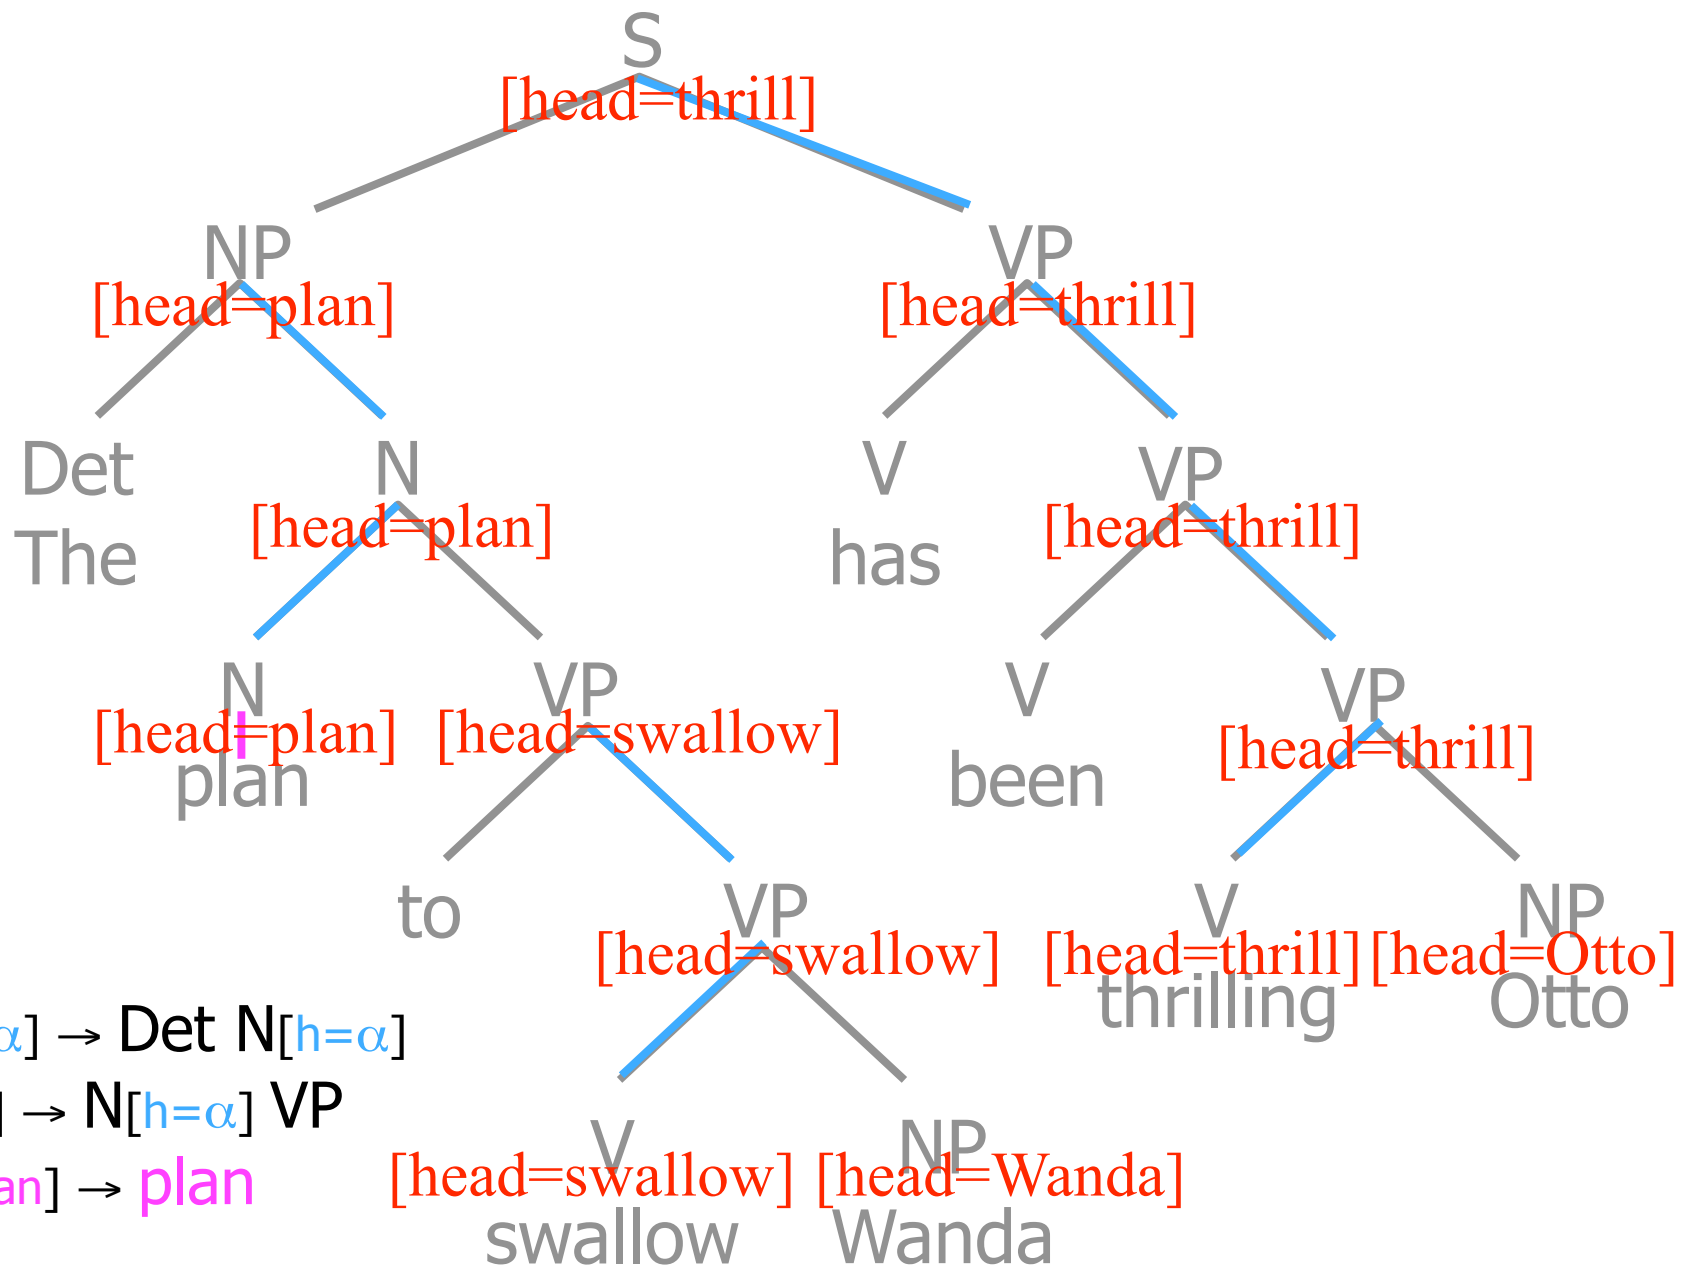 S
[head=thrill]
NP VP
[head=plan] [head=thrill]
Det N V VP
The [head=plan] has [head=thrill]
N VP V VP
[head=plan] [head=swallow] [head=thrill]
plan been
to VP V NP
[head=swallow] [head=thrill] [head=Otto]
thrilling Otto
α] → Det N[h=α]
] → N[h=α] VP
an] → plan
V NP
[head=swallow] [head=Wanda]
swallow Wanda